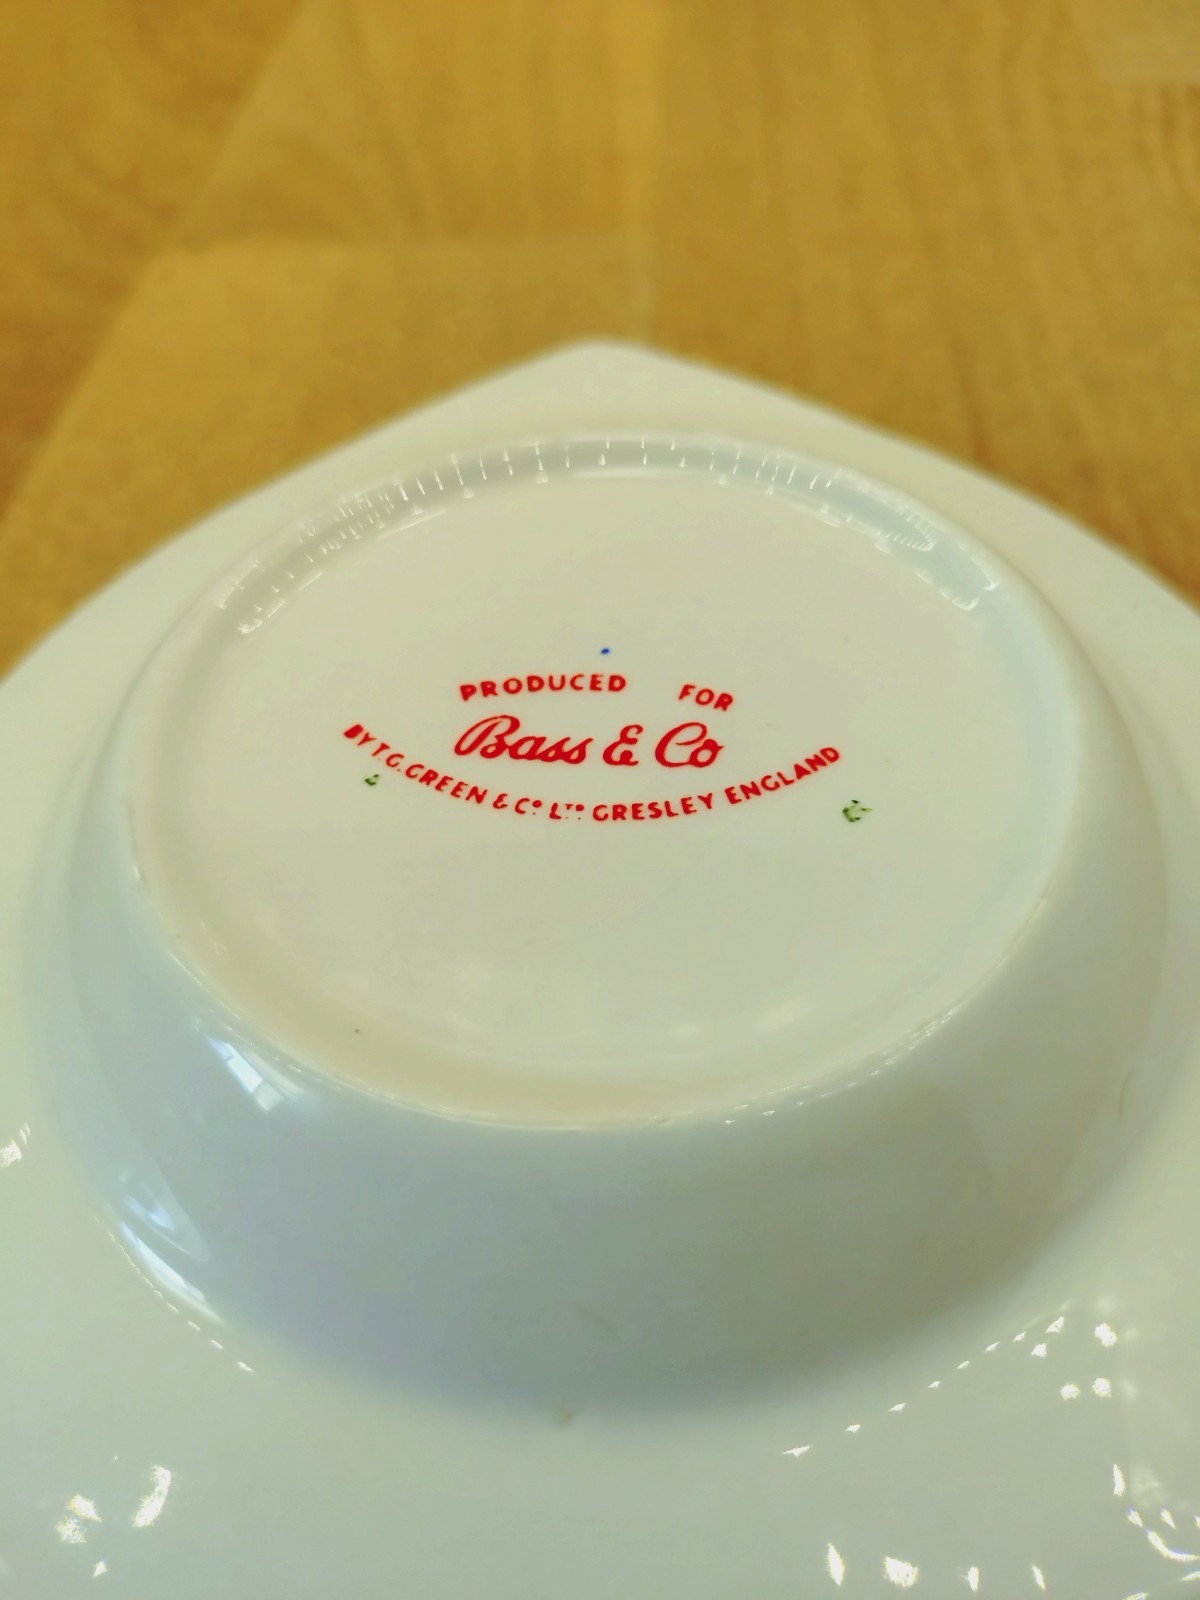 PRODUCED FOR
Bass & Co
BY T.G.GREEN & Cº Lᵀᴰ GRESLEY ENGLAND